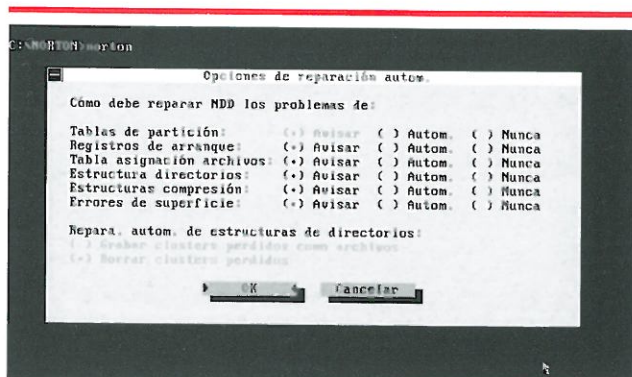 C:\NORTON>norton
Opciones de reparación autom.
Cómo debe reparar NDD los problemas de:
Tablas de partición: (•) Avisar ( ) Autom. ( ) Nunca
Registros de arranque: (•) Avisar ( ) Autom. ( ) Nunca
Tabla asignación archivos: (•) Avisar ( ) Autom. ( ) Nunca
Estructura directorios: (•) Avisar ( ) Autom. ( ) Nunca
Estructuras compresión: (•) Avisar ( ) Autom. ( ) Nunca
Errores de superficie: (•) Avisar ( ) Autom. ( ) Nunca
Repara. autom. de estructuras de directorios:
( ) Grabar clusters perdidos como archivos
(•) Borrar clusters perdidos
OK Cancelar